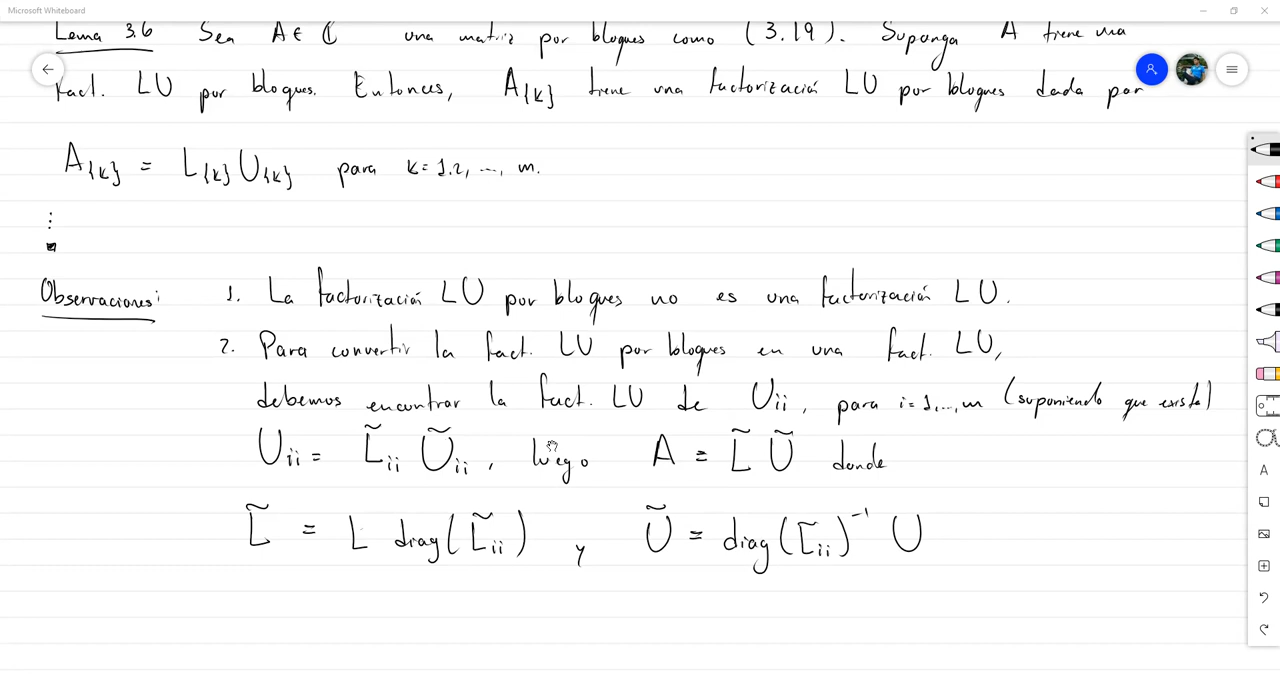 Microsoft Whiteboard
Lema 3.6 Sea A ∈ ℂ una matriz por bloques como (3.19). Suponga A tiene una
fact. LU por bloques. Entonces, A{k} tiene una factorización LU por bloques dada por
A{k} = L{k} U{k} para k=1,2, ..., m.
⋮
■
Observaciones: 1. La factorización LU por bloques no es una factorización LU.
2. Para convertir la fact. LU por bloques en una fact. LU,
debemos encontrar la fact. LU de Uii, para i=1,...,m (suponiendo que existe)
Uii = L̃ii Ũii, luego A = L̃ Ũ donde
L̃ = L diag(L̃ii) y Ũ = diag(L̃ii)⁻¹ U
A